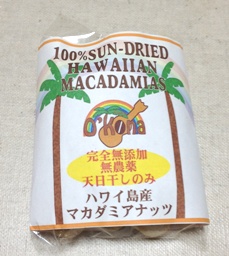 100% SUN-DRIED
HAWAIIAN
MACADAMIAS
Kona
完全無添加
無農薬
天日干しのみ
ハワイ島産
マカダミアナッツ